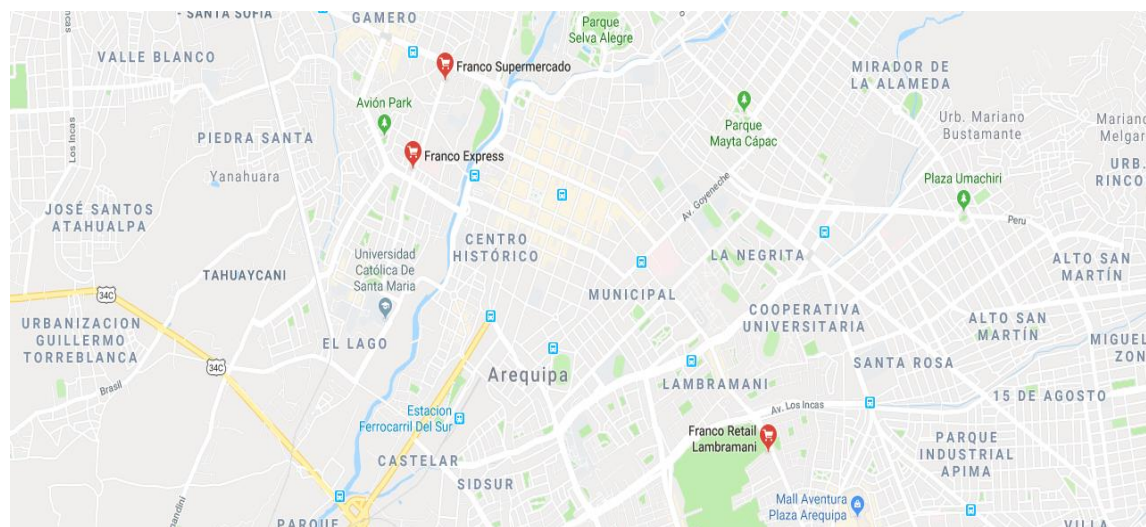 - SANTA SOFÍA
GAMERO
Parque
Selva Alegre
Incas
VALLE BLANCO
Franco Supermercado
MIRADOR DE
LA ALAMEDA
Avión Park
Urb. Mariano
Bustamante
Mariano
Melgar
Los Incas
PIEDRA SANTA
Parque
Mayta Cápac
Franco Express
URB.
RINCO
Yanahuara
Plaza Umachiri
Av. Goyeneche
JOSÉ SANTOS
ATAHUALPA
Peru
CENTRO
HISTÓRICO
Universidad
Católica De
Santa Maria
LA NEGRITA
ALTO SAN
MARTÍN
TAHUAYCANI
34C
MUNICIPAL
COOPERATIVA
UNIVERSITARIA
URBANIZACION
GUILLERMO
TORREBLANCA
ALTO SAN
MARTÍN
EL LAGO
MIGUEL
ZON
34C
SANTA ROSA
Arequipa
LAMBRAMANI
Brasil
15 DE AGOSTO
Av. Los Incas
Estacion
Ferrocarril Del Sur
Franco Retail
Lambramani
PARQUE
INDUSTRIAL
APIMA
CASTELAR
SIDSUR
Mall Aventura
Plaza Arequipa
PARQUE
VILLA